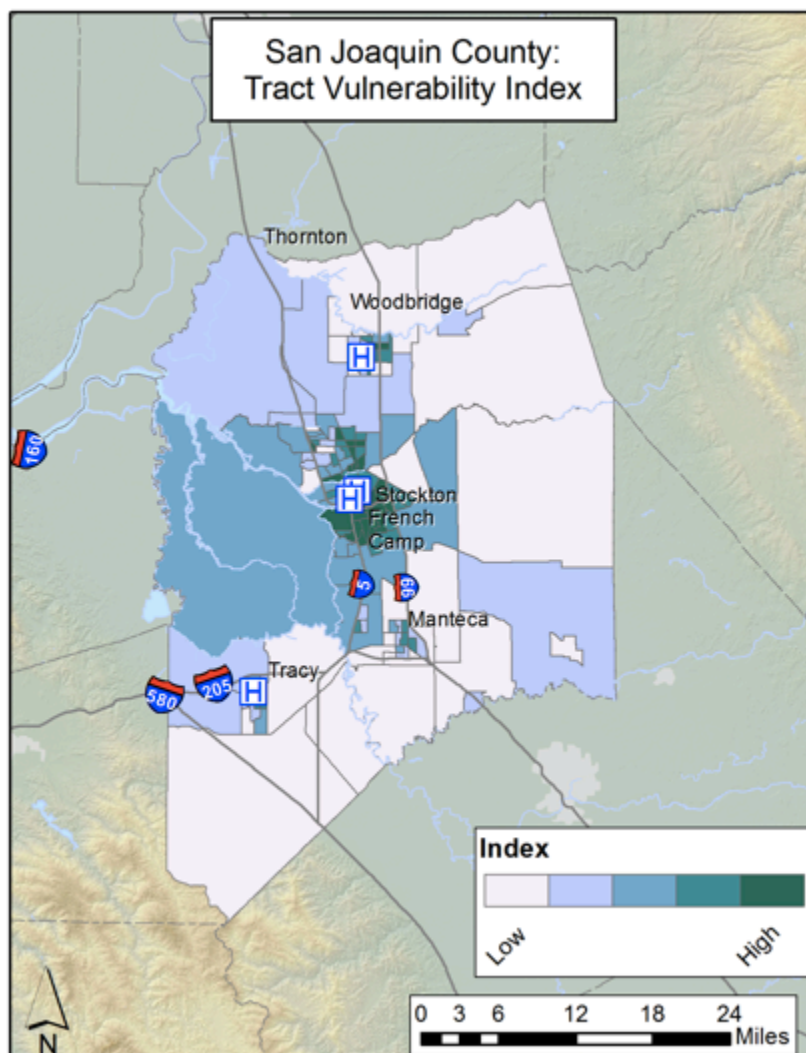 San Joaquin County:
Tract Vulnerability Index
Thornton
Woodbridge
H
160
H
Stockton
French
Camp
5
99
Manteca
Tracy
H
205
580
Index
Low
High
0 3 6 12 18 24
Miles
N